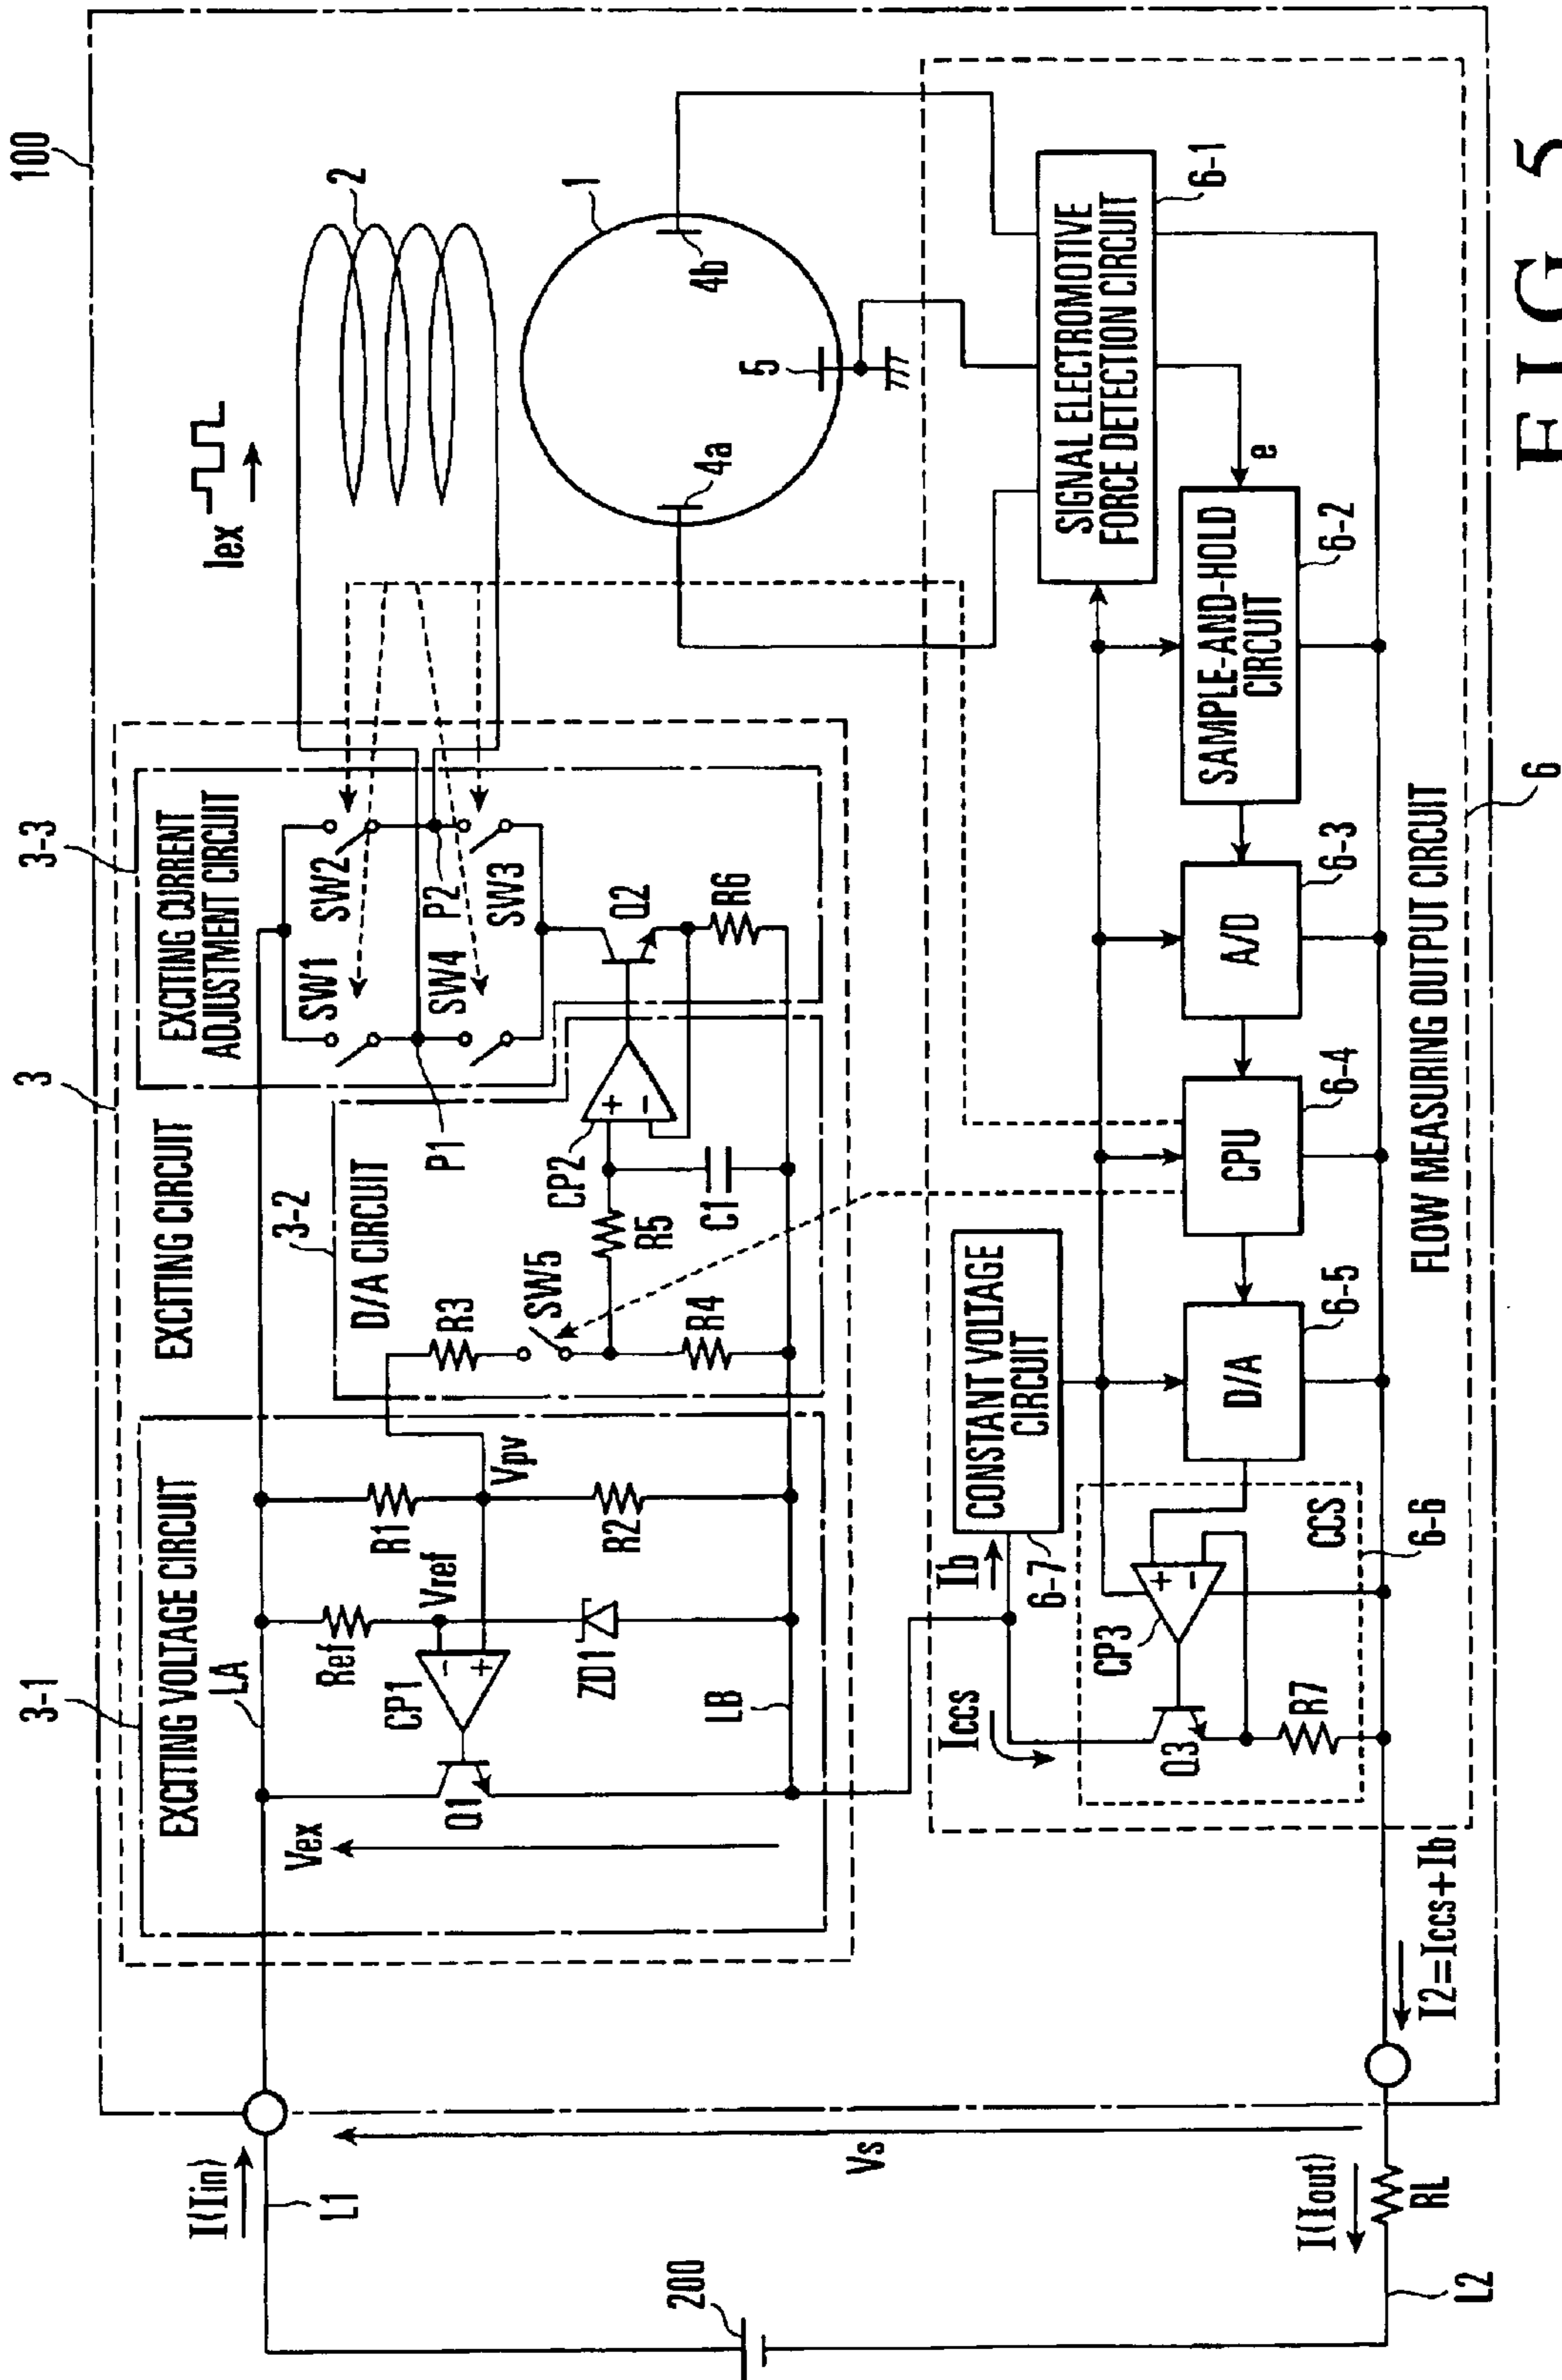 100
3
EXCITING CIRCUIT
3-1
EXCITING VOLTAGE CIRCUIT
3-2
D/A CIRCUIT
3-3
EXCITING CURRENT
ADJUSTMENT CIRCUIT
Iex
2
1
4a
4b
5
I(Iin)
L1
200
Vs
Vex
LA
Q1
CP1
-
+
Ref
Vref
ZD1
LB
R1
Vpv
R2
R3
SW5
R4
R5
C1
CP2
+
-
P1
SW1
SW4
SW2
P2
SW3
Q2
R6
Iccs
Ib
CONSTANT VOLTAGE
CIRCUIT
6-7
CP3
+
-
Q3
R7
CCS
6-6
D/A
6-5
CPU
6-4
A/D
6-3
SAMPLE-AND-HOLD
CIRCUIT
6-2
e
SIGNAL ELECTROMOTIVE
FORCE DETECTION CIRCUIT
6-1
FLOW MEASURING OUTPUT CIRCUIT
6
I2=Iccs+Ib
I(Iout)
RL
L2
FIG. 5